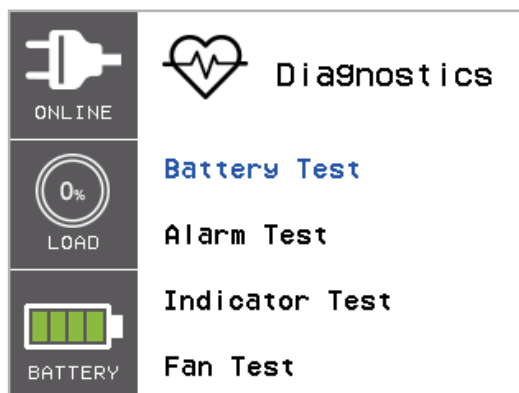 Diagnostics
ONLINE
Battery Test
0%
LOAD
Alarm Test
Indicator Test
BATTERY
Fan Test